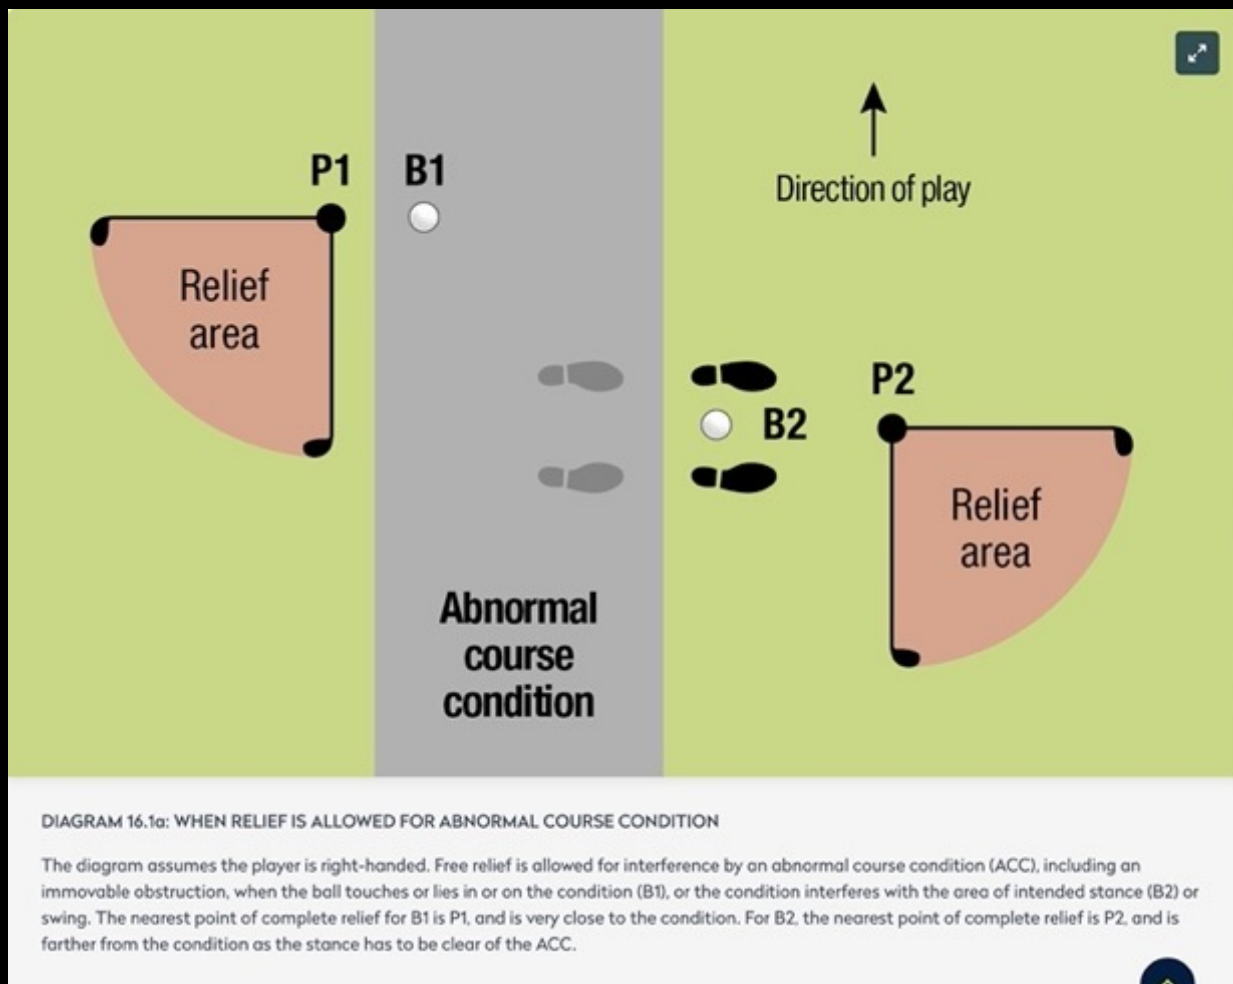 P1
B1
Direction of play
Relief
area
P2
B2
Relief
area
Abnormal
course
condition
DIAGRAM 16.1a: WHEN RELIEF IS ALLOWED FOR ABNORMAL COURSE CONDITION
The diagram assumes the player is right-handed. Free relief is allowed for interference by an abnormal course condition (ACC), including an
immovable obstruction, when the ball touches or lies in or on the condition (B1), or the condition interferes with the area of intended stance (B2) or
swing. The nearest point of complete relief for B1 is P1, and is very close to the condition. For B2, the nearest point of complete relief is P2, and is
farther from the condition as the stance has to be clear of the ACC.